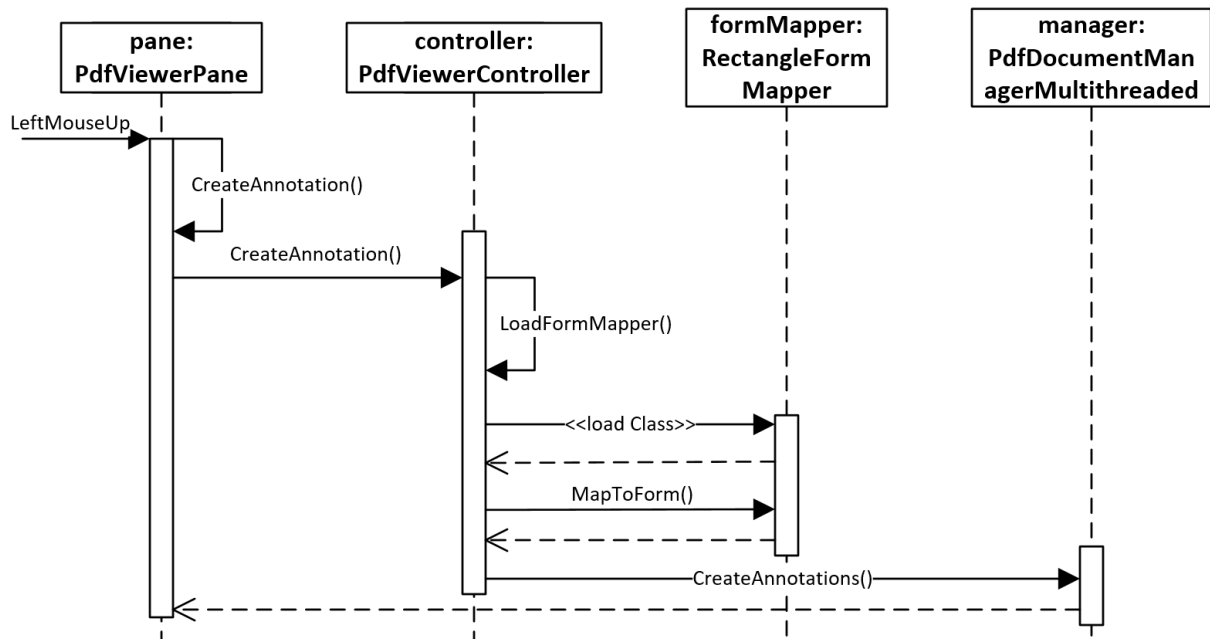 pane:
PdfViewerPane
controller:
PdfViewerController
formMapper:
RectangleForm
Mapper
manager:
PdfDocumentMan
agerMultithreaded
LeftMouseUp
CreateAnnotation()
CreateAnnotation()
LoadFormMapper()
<<load Class>>
MapToForm()
CreateAnnotations()